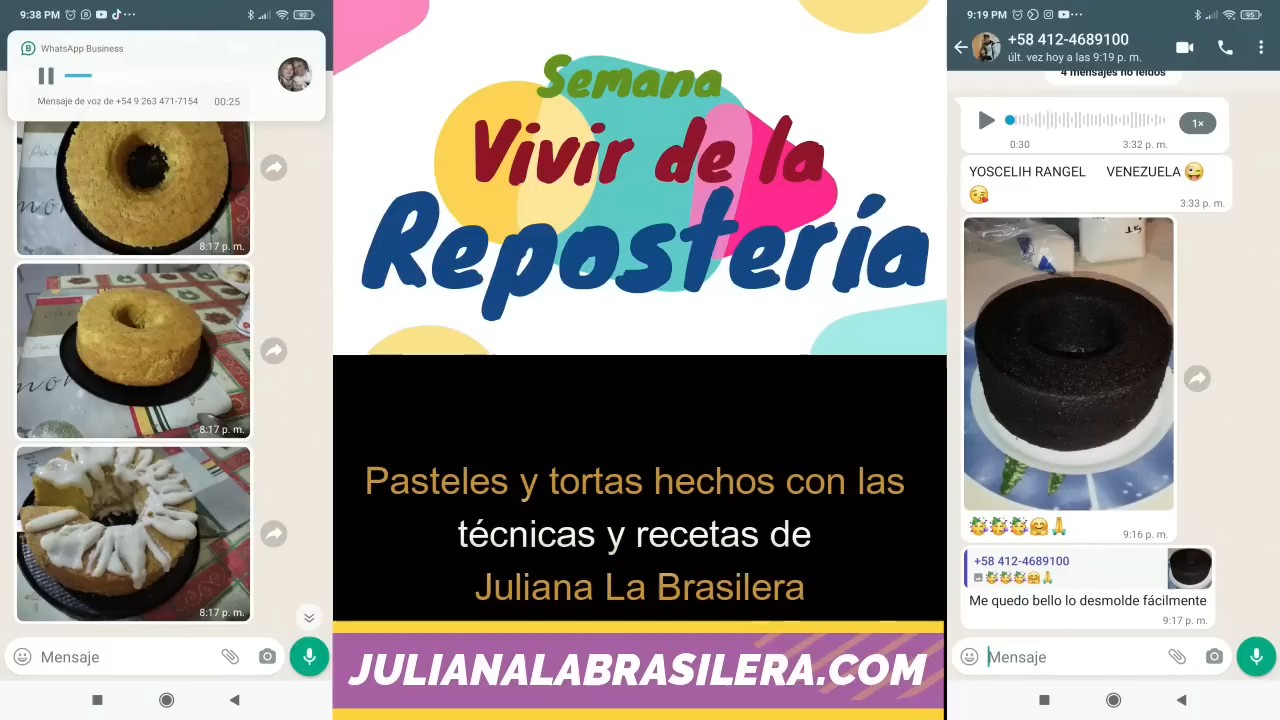 9:38 PM
92
WhatsApp Business
Mensaje de voz de +54 9 263 471-7154 00:25
8:17 p. m.
8:17 p. m.
8:17 p. m.
Mensaje
Semana
Vivir de la
Repostería
Pasteles y tortas hechos con las
técnicas y recetas de
Juliana La Brasilera
JULIANALABRASILERA.COM
9:19 PM
95
+58 412-4689100
últ. vez hoy a las 9:19 p. m.
4 mensajes no leídos
1×
0:30 3:32 p. m.
YOSCELIH RANGEL VENEZUELA 😜
😘
3:33 p. m.
🥳🥳🥳🤗🙏
9:16 p. m.
+58 412-4689100
🥳🥳🥳🤗🙏
Me quedo bello lo desmolde fácilmente
9:17 p. m.
Mensaje